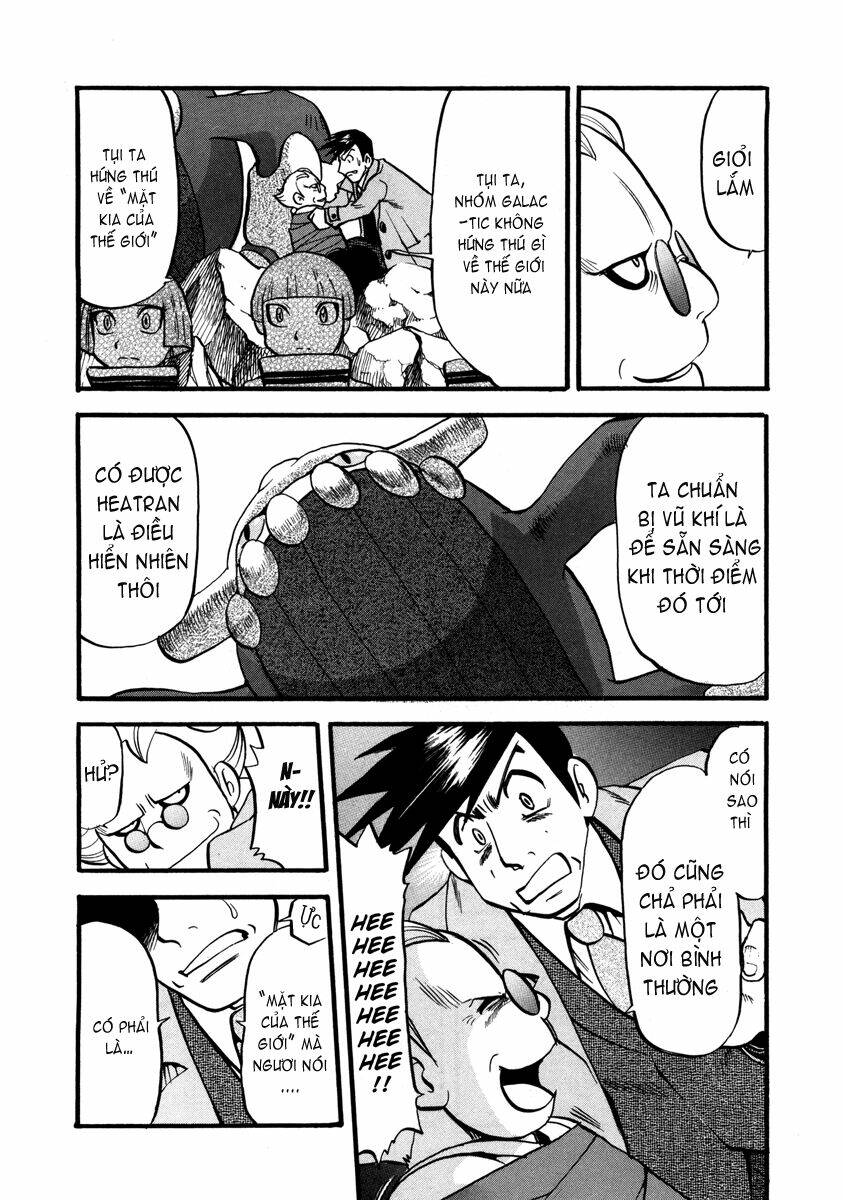 GIỎI
LẮM
TỤI TA,
NHÓM GALAC
-TIC KHÔNG
HỨNG THÚ GÌ
VỀ THẾ GIỚI
NÀY NỮA
TỤI TA
HỨNG THÚ
VỀ "MẶT
KIA CỦA
THẾ GIỚI"
TA CHUẨN
BỊ VŨ KHÍ LÀ
ĐỂ SẴN SÀNG
KHI THỜI ĐIỂM
ĐÓ TỚI
CÓ ĐƯỢC
HEATRAN
LÀ ĐIỀU
HIỂN NHIÊN
THÔI
N-
NÀY!!
HỬ?
CÓ
NÓI
SAO
THÌ
ĐÓ CŨNG
CHẢ PHẢI
LÀ MỘT
NƠI BÌNH
THƯỜNG
HEE
HEE
HEE
HEE
HEE
HEE
!!
ỰC
"MẶT KIA
CỦA THẾ
GIỚI" MÀ
NGƯƠI NÓI
....
CÓ PHẢI
LÀ...